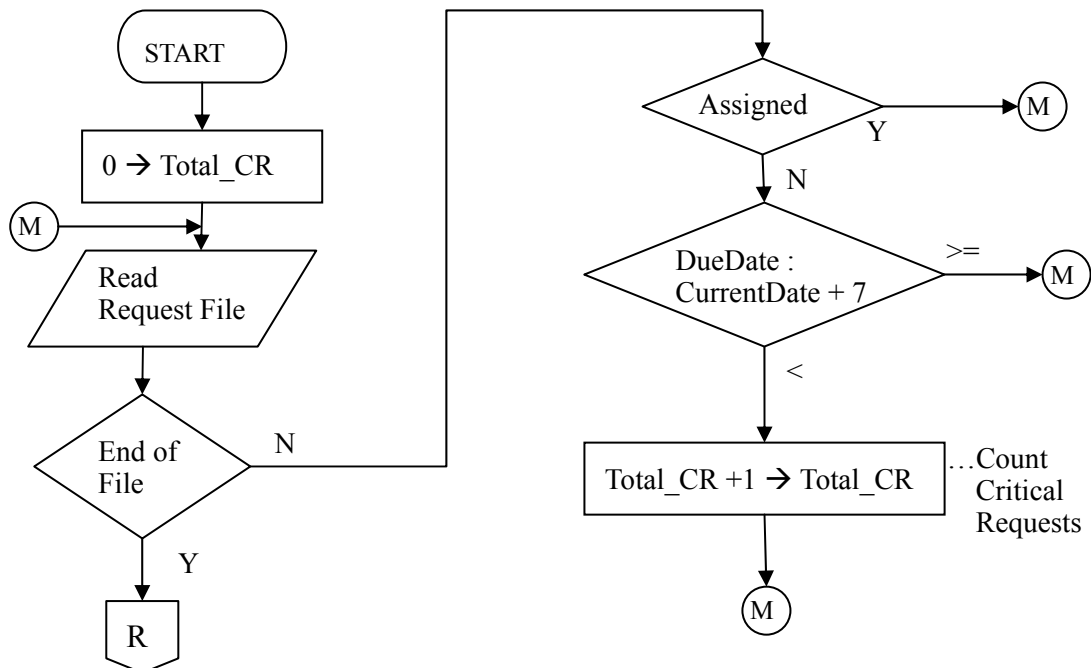 START
0 → Total_CR
M
Read
Request File
End of
File
N
Y
R
Assigned
Y
M
N
DueDate :
CurrentDate + 7
>=
M
<
Total_CR +1 → Total_CR
…Count
Critical
Requests
M